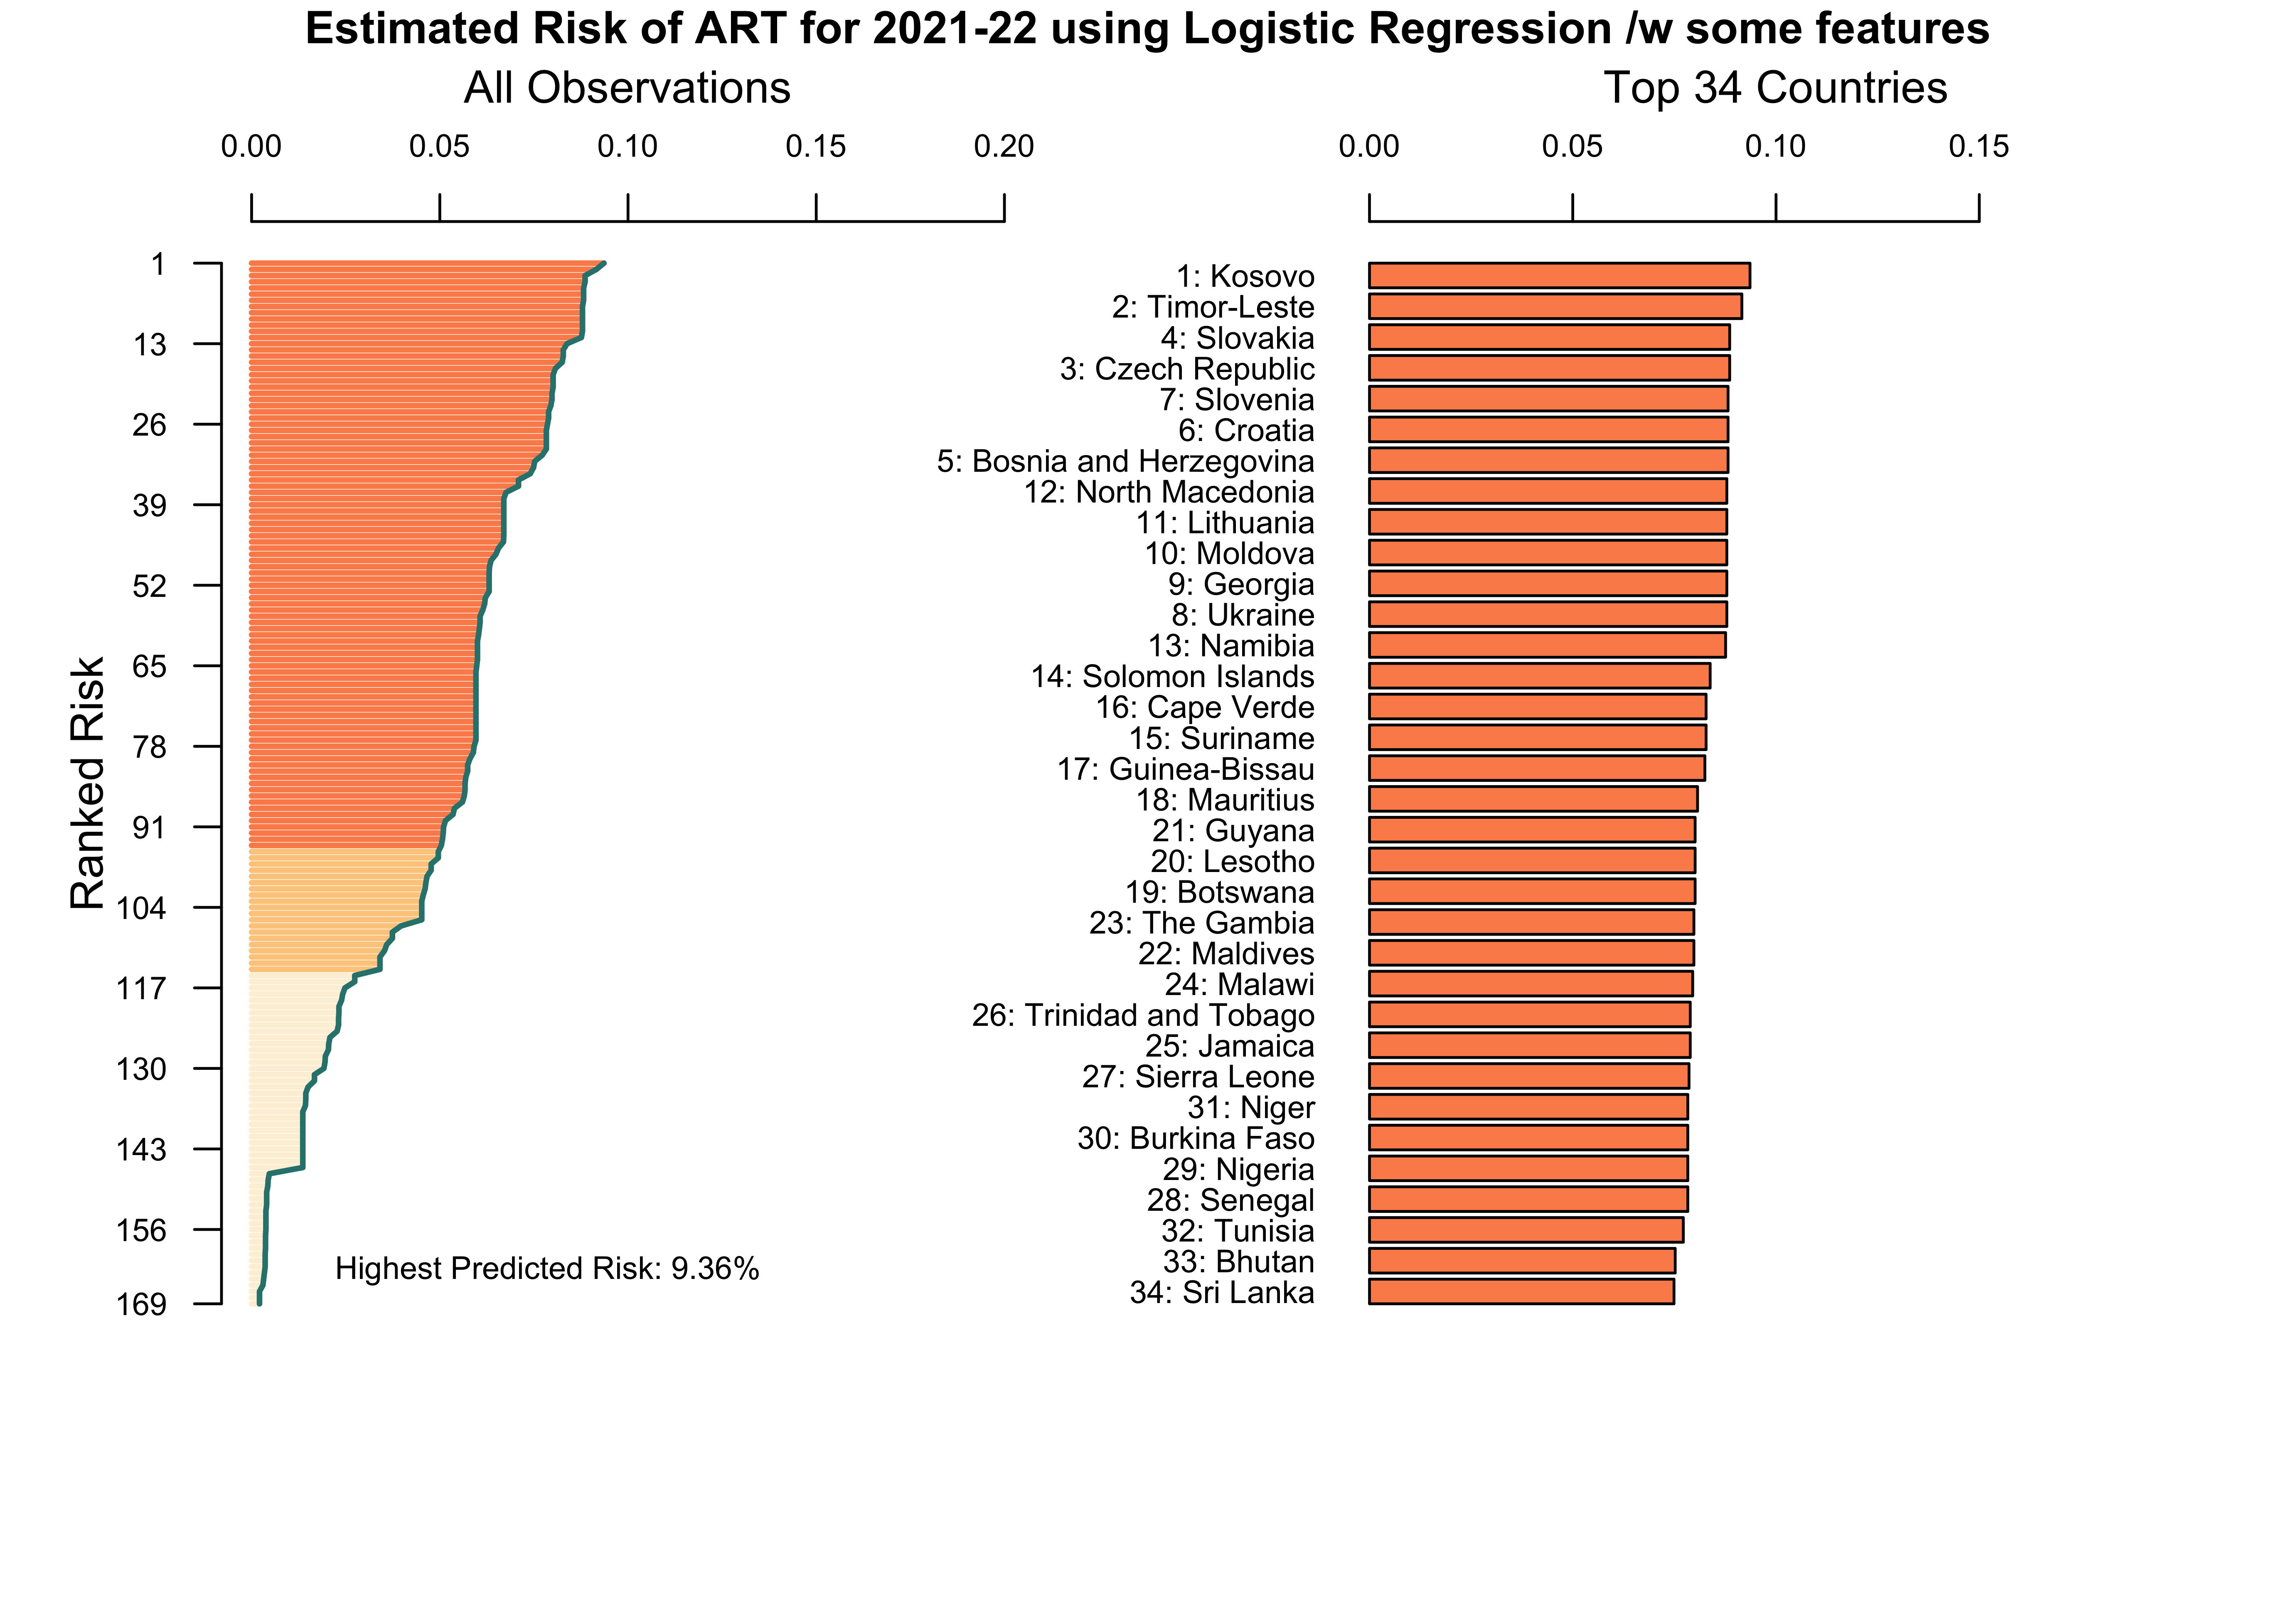 Estimated Risk of ART for 2021-22 using Logistic Regression /w some features
All Observations
0.00 0.05 0.10 0.15 0.20
Ranked Risk
1
13
26
39
52
65
78
91
104
117
130
143
156
169
Highest Predicted Risk: 9.36%
Top 34 Countries
0.00 0.05 0.10 0.15
1: Kosovo
2: Timor-Leste
4: Slovakia
3: Czech Republic
7: Slovenia
6: Croatia
5: Bosnia and Herzegovina
12: North Macedonia
11: Lithuania
10: Moldova
9: Georgia
8: Ukraine
13: Namibia
14: Solomon Islands
16: Cape Verde
15: Suriname
17: Guinea-Bissau
18: Mauritius
21: Guyana
20: Lesotho
19: Botswana
23: The Gambia
22: Maldives
24: Malawi
26: Trinidad and Tobago
25: Jamaica
27: Sierra Leone
31: Niger
30: Burkina Faso
29: Nigeria
28: Senegal
32: Tunisia
33: Bhutan
34: Sri Lanka